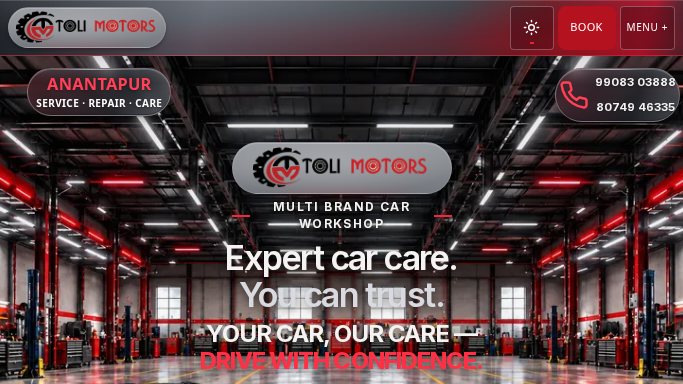 TOLI MOTORS
BOOK
MENU +
ANANTAPUR
SERVICE · REPAIR · CARE
99083 03888
80749 46335
TOLI MOTORS
MULTI BRAND CAR
WORKSHOP
Expert car care.
You can trust.
YOUR CAR, OUR CARE —
DRIVE WITH CONFIDENCE.